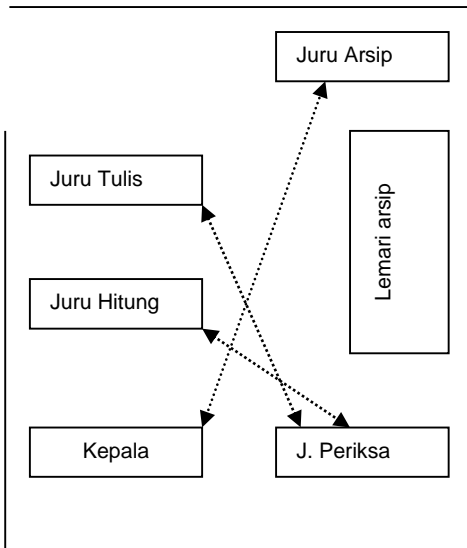 Juru Arsip
Juru Tulis
Lemari arsip
Juru Hitung
Kepala
J. Periksa